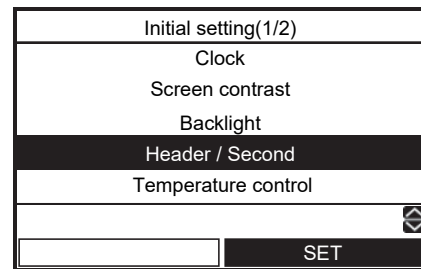 Initial setting(1/2)
Clock
Screen contrast
Backlight
Header / Second
Temperature control
SET